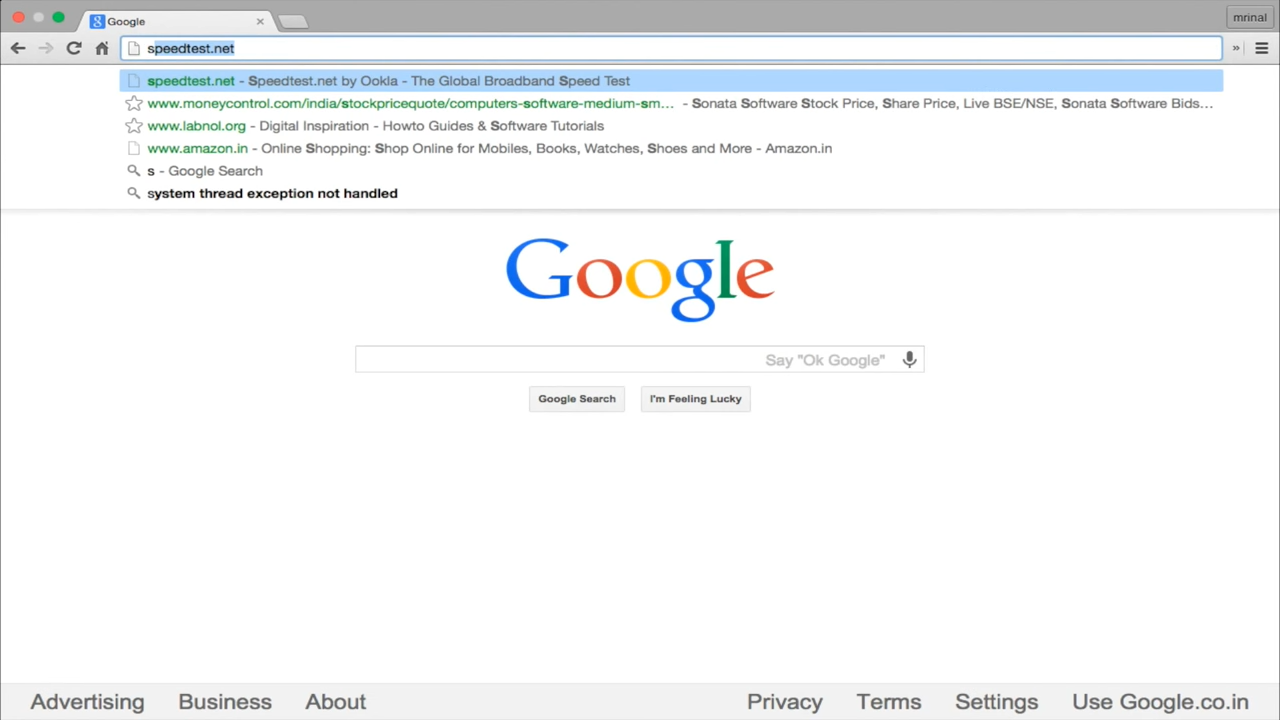 Google
mrinal
speedtest.net
»
speedtest.net - Speedtest.net by Ookla - The Global Broadband Speed Test
www.moneycontrol.com/india/stockpricequote/computers-software-medium-sm... - Sonata Software Stock Price, Share Price, Live BSE/NSE, Sonata Software Bids...
www.labnol.org - Digital Inspiration - Howto Guides & Software Tutorials
www.amazon.in - Online Shopping: Shop Online for Mobiles, Books, Watches, Shoes and More - Amazon.in
s - Google Search
system thread exception not handled
Google
Say "Ok Google"
Google Search I'm Feeling Lucky
Advertising Business About Privacy Terms Settings Use Google.co.in